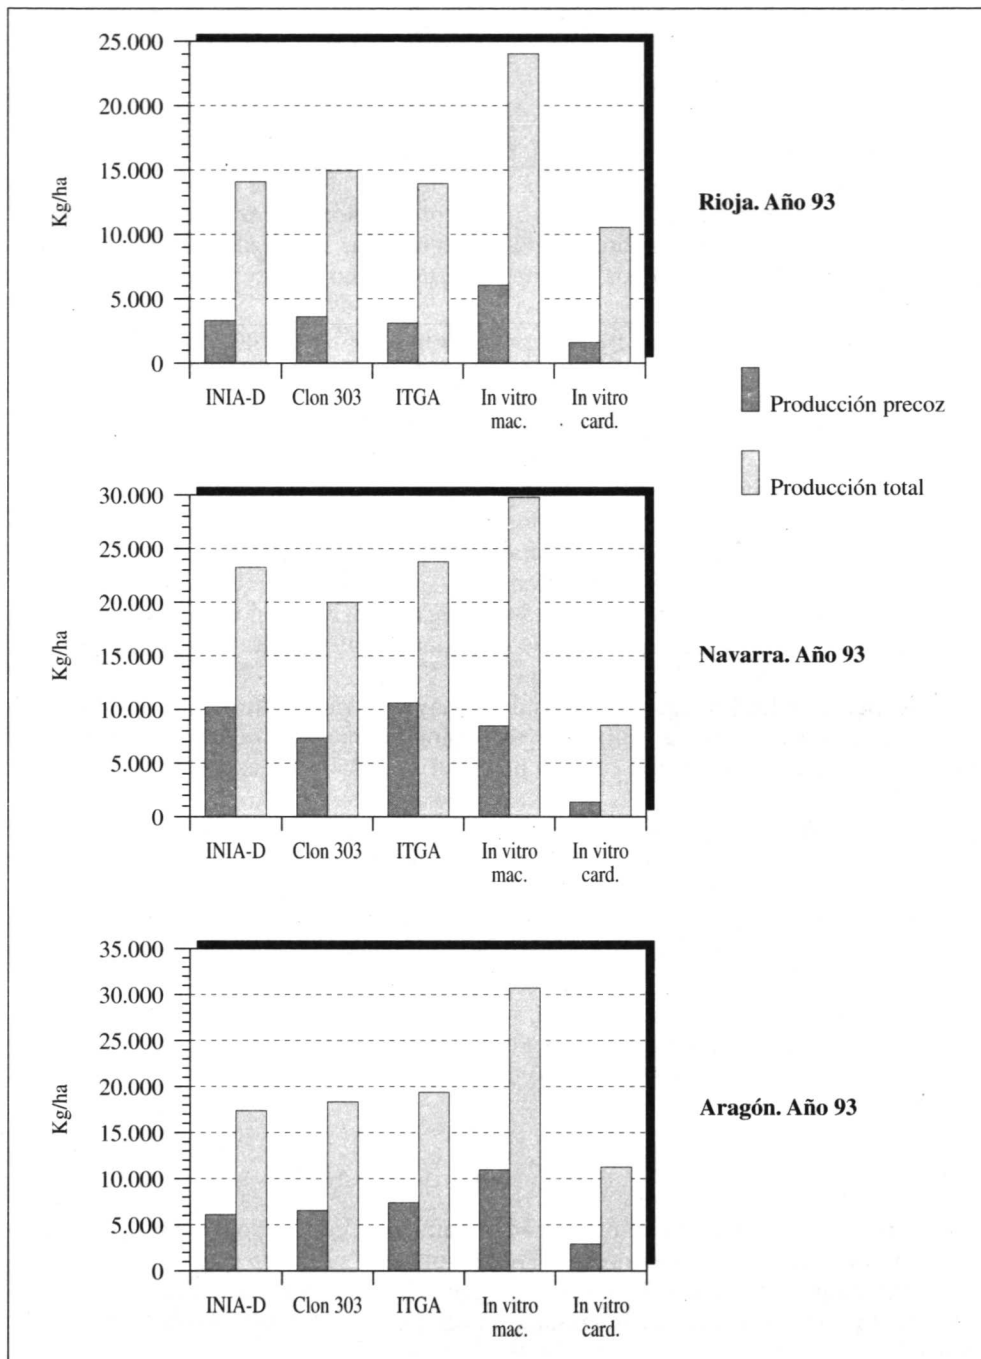 25.000
20.000
15.000
10.000
5.000
0
Kg/ha
INIA-D
Clon 303
ITGA
In vitro
mac.
In vitro
card.
Rioja. Año 93
Producción precoz
Producción total
30.000
25.000
20.000
15.000
10.000
5.000
0
Kg/ha
INIA-D
Clon 303
ITGA
In vitro
mac.
In vitro
card.
Navarra. Año 93
35.000
30.000
25.000
20.000
15.000
10.000
5.000
0
Kg/ha
INIA-D
Clon 303
ITGA
In vitro
mac.
In vitro
card.
Aragón. Año 93